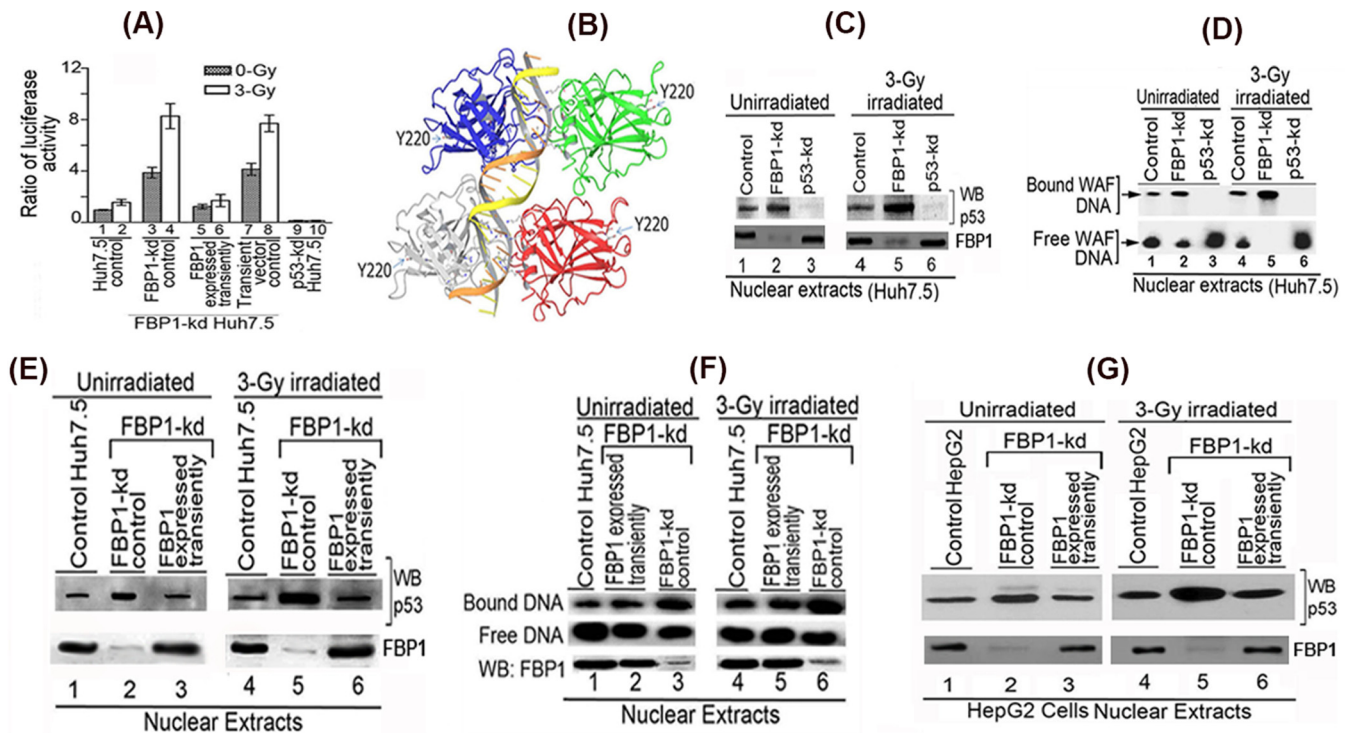 (A)
12
8
4
0
Ratio of luciferase
activity
0-Gy
3-Gy
1 2 3 4 5 6 7 8 9 10
Huh7.5
control
FBP1-kd
control
FBP1
expressed
transiently
Transient
vector
control
p53-kd
Huh7.5
FBP1-kd Huh7.5
(B)
Y220
Y220
Y220
Y220
(C)
Unirradiated
3-Gy
irradiated
Control
FBP1-kd
p53-kd
Control
FBP1-kd
p53-kd
WB
p53
FBP1
1 2 3 4 5 6
Nuclear extracts (Huh7.5)
(D)
Unirradiated
3-Gy
irradiated
Control
FBP1-kd
p53-kd
Control
FBP1-kd
p53-kd
Bound WAF
DNA
Free WAF
DNA
1 2 3 4 5 6
Nuclear extracts (Huh7.5)
(E)
Unirradiated
3-Gy irradiated
Control Huh7.5
FBP1-kd
FBP1-kd
control
FBP1
expressed
transiently
Control Huh7.5
FBP1-kd
FBP1-kd
control
FBP1
expressed
transiently
WB
p53
FBP1
1 2 3 4 5 6
Nuclear Extracts
(F)
Unirradiated
3-Gy irradiated
Control Huh7.5
FBP1-kd
FBP1 expressed
transiently
FBP1-kd
control
Control Huh7.5
FBP1-kd
FBP1 expressed
transiently
FBP1-kd
control
Bound DNA
Free DNA
WB: FBP1
1 2 3 4 5 6
Nuclear Extracts
(G)
Unirradiated
3-Gy irradiated
Control HepG2
FBP1-kd
FBP1-kd
control
FBP1
expressed
transiently
Control HepG2
FBP1-kd
FBP1-kd
control
FBP1
expressed
transiently
WB
p53
FBP1
1 2 3 4 5 6
HepG2 Cells Nuclear Extracts